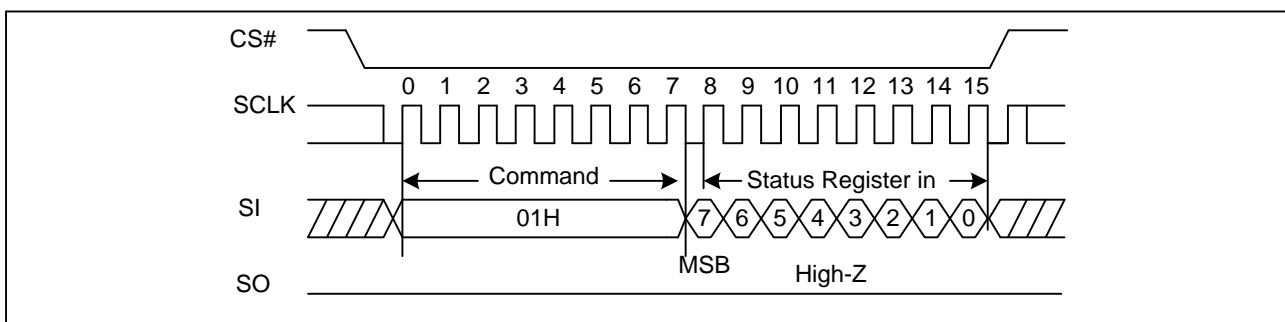 CS#
0 1 2 3 4 5 6 7 8 9 10 11 12 13 14 15
SCLK
Command Status Register in
SI 01H 7 6 5 4 3 2 1 0
MSB High-Z
SO